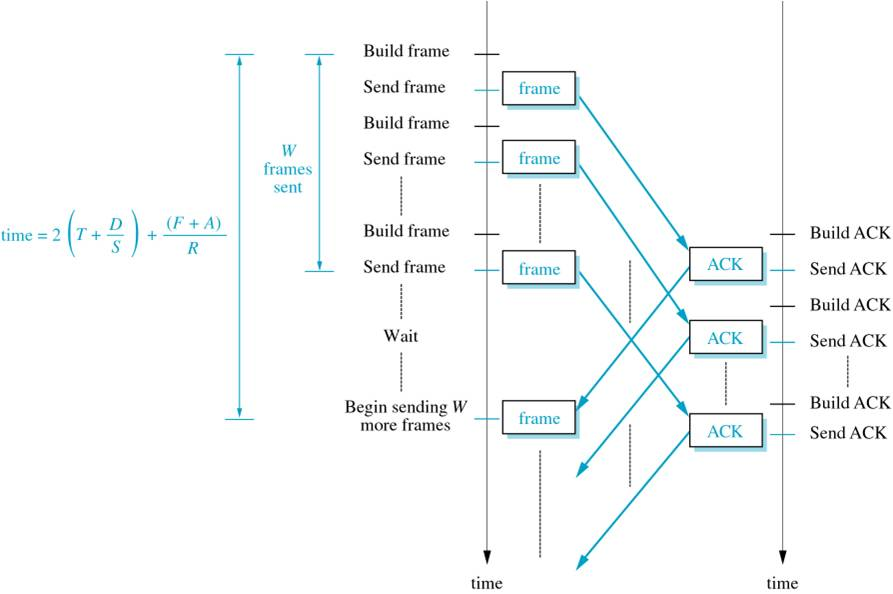 Build frame
Send frame
frame
Build frame
W
frames
sent
Send frame
frame
time = 2 (T + D/S) + (F + A)/R
Build frame
Build ACK
Send frame
frame
ACK
Send ACK
Build ACK
Wait
ACK
Send ACK
Begin sending W
more frames
frame
Build ACK
ACK
Send ACK
time
time